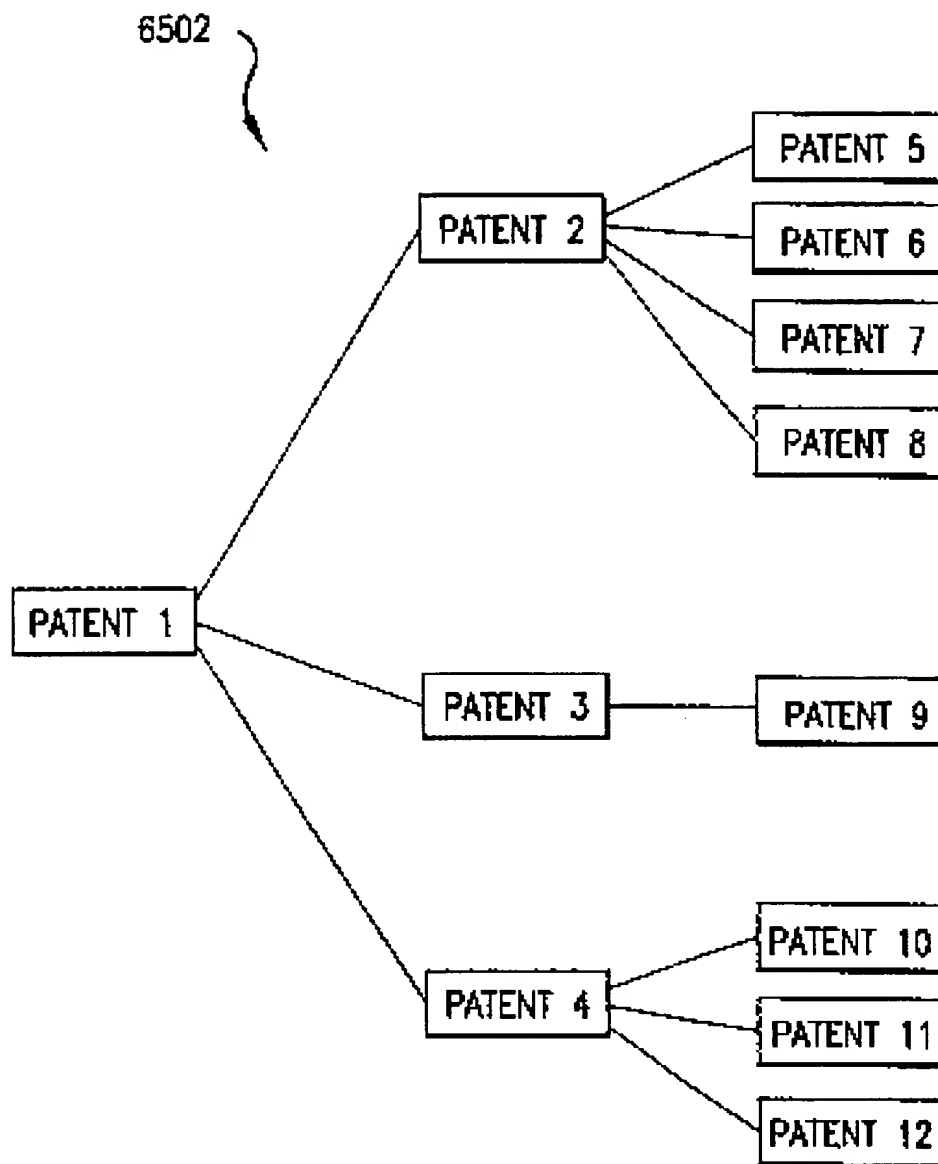 6502
PATENT 5
PATENT 2
PATENT 6
PATENT 7
PATENT 8
PATENT 1
PATENT 3
PATENT 9
PATENT 10
PATENT 4
PATENT 11
PATENT 12